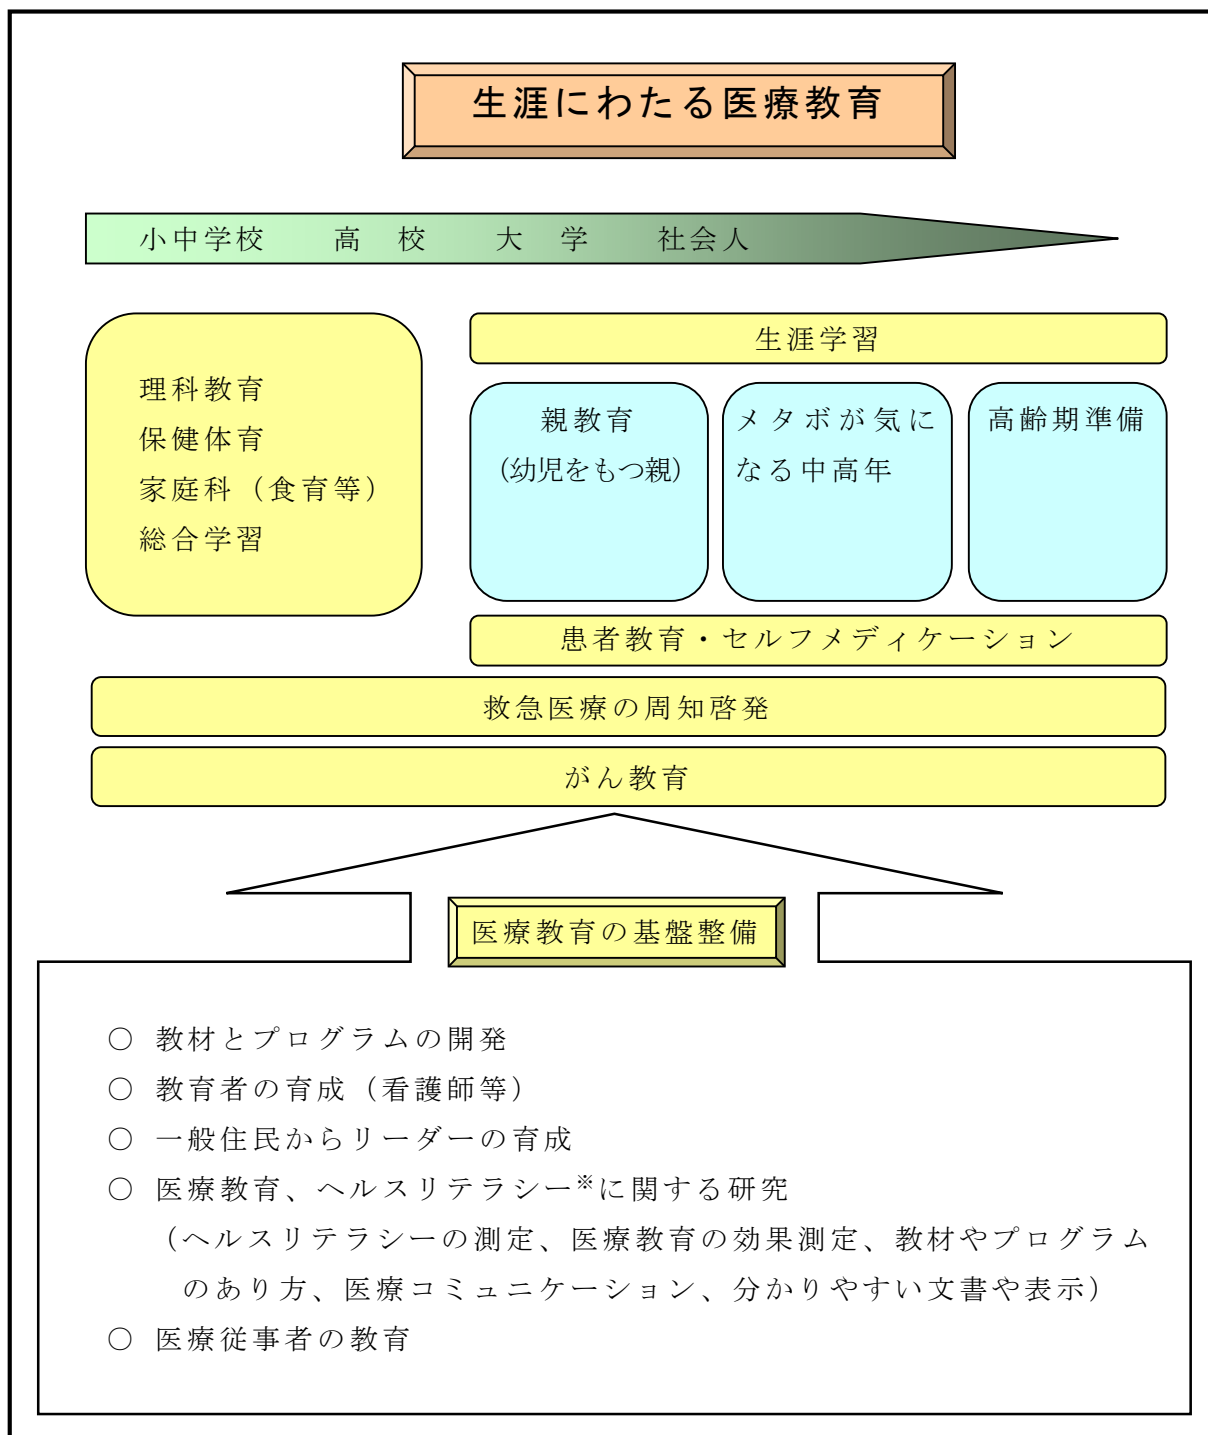 生涯にわたる医療教育
小中学校　高　校　大　学　社会人
理科教育
保健体育
家庭科（食育等）
総合学習
生涯学習
親教育
（幼児をもつ親）
メタボが気に
なる中高年
高齢期準備
患者教育・セルフメディケーション
救急医療の周知啓発
がん教育
医療教育の基盤整備
○ 教材とプログラムの開発
○ 教育者の育成（看護師等）
○ 一般住民からリーダーの育成
○ 医療教育、ヘルスリテラシー※に関する研究
（ヘルスリテラシーの測定、医療教育の効果測定、教材やプログラム
のあり方、医療コミュニケーション、分かりやすい文書や表示）
○ 医療従事者の教育